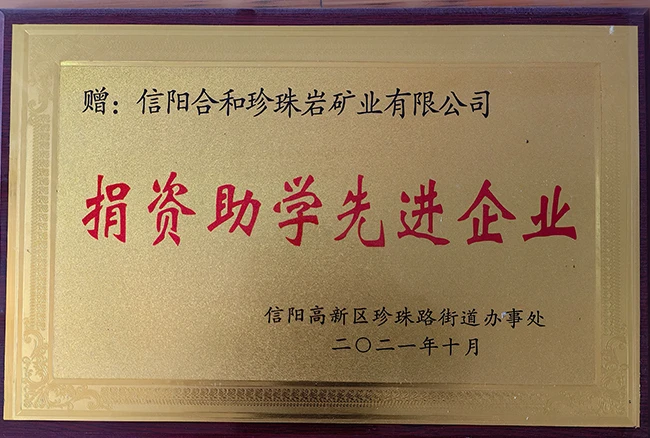 赠：信阳合和珍珠岩矿业有限公司
捐资助学先进企业
信阳高新区珍珠路街道办事处
二〇二一年十月